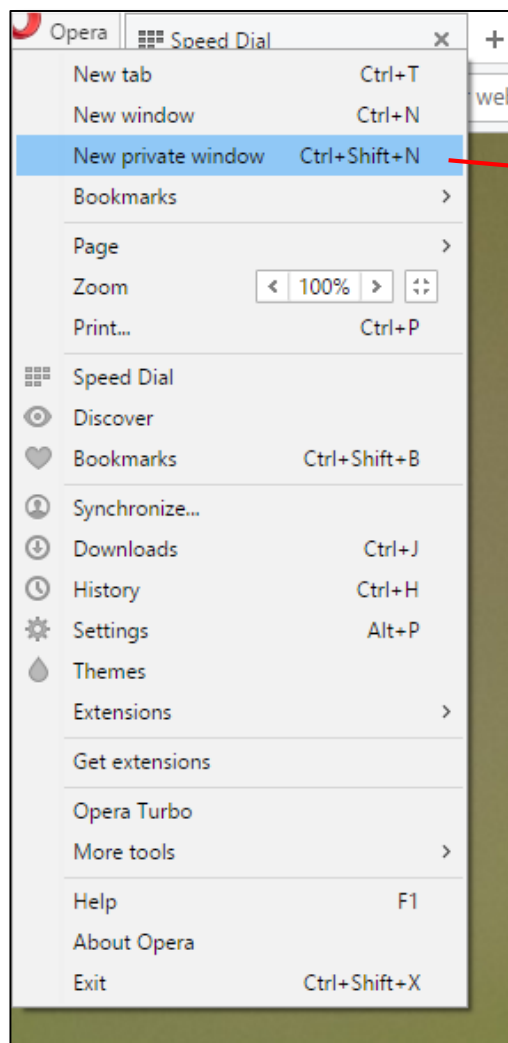 Opera
Speed Dial
wel
New tab Ctrl+T
New window Ctrl+N
New private window Ctrl+Shift+N
Bookmarks
Page
Zoom 100%
Print... Ctrl+P
Speed Dial
Discover
Bookmarks Ctrl+Shift+B
Synchronize...
Downloads Ctrl+J
History Ctrl+H
Settings Alt+P
Themes
Extensions
Get extensions
Opera Turbo
More tools
Help F1
About Opera
Exit Ctrl+Shift+X